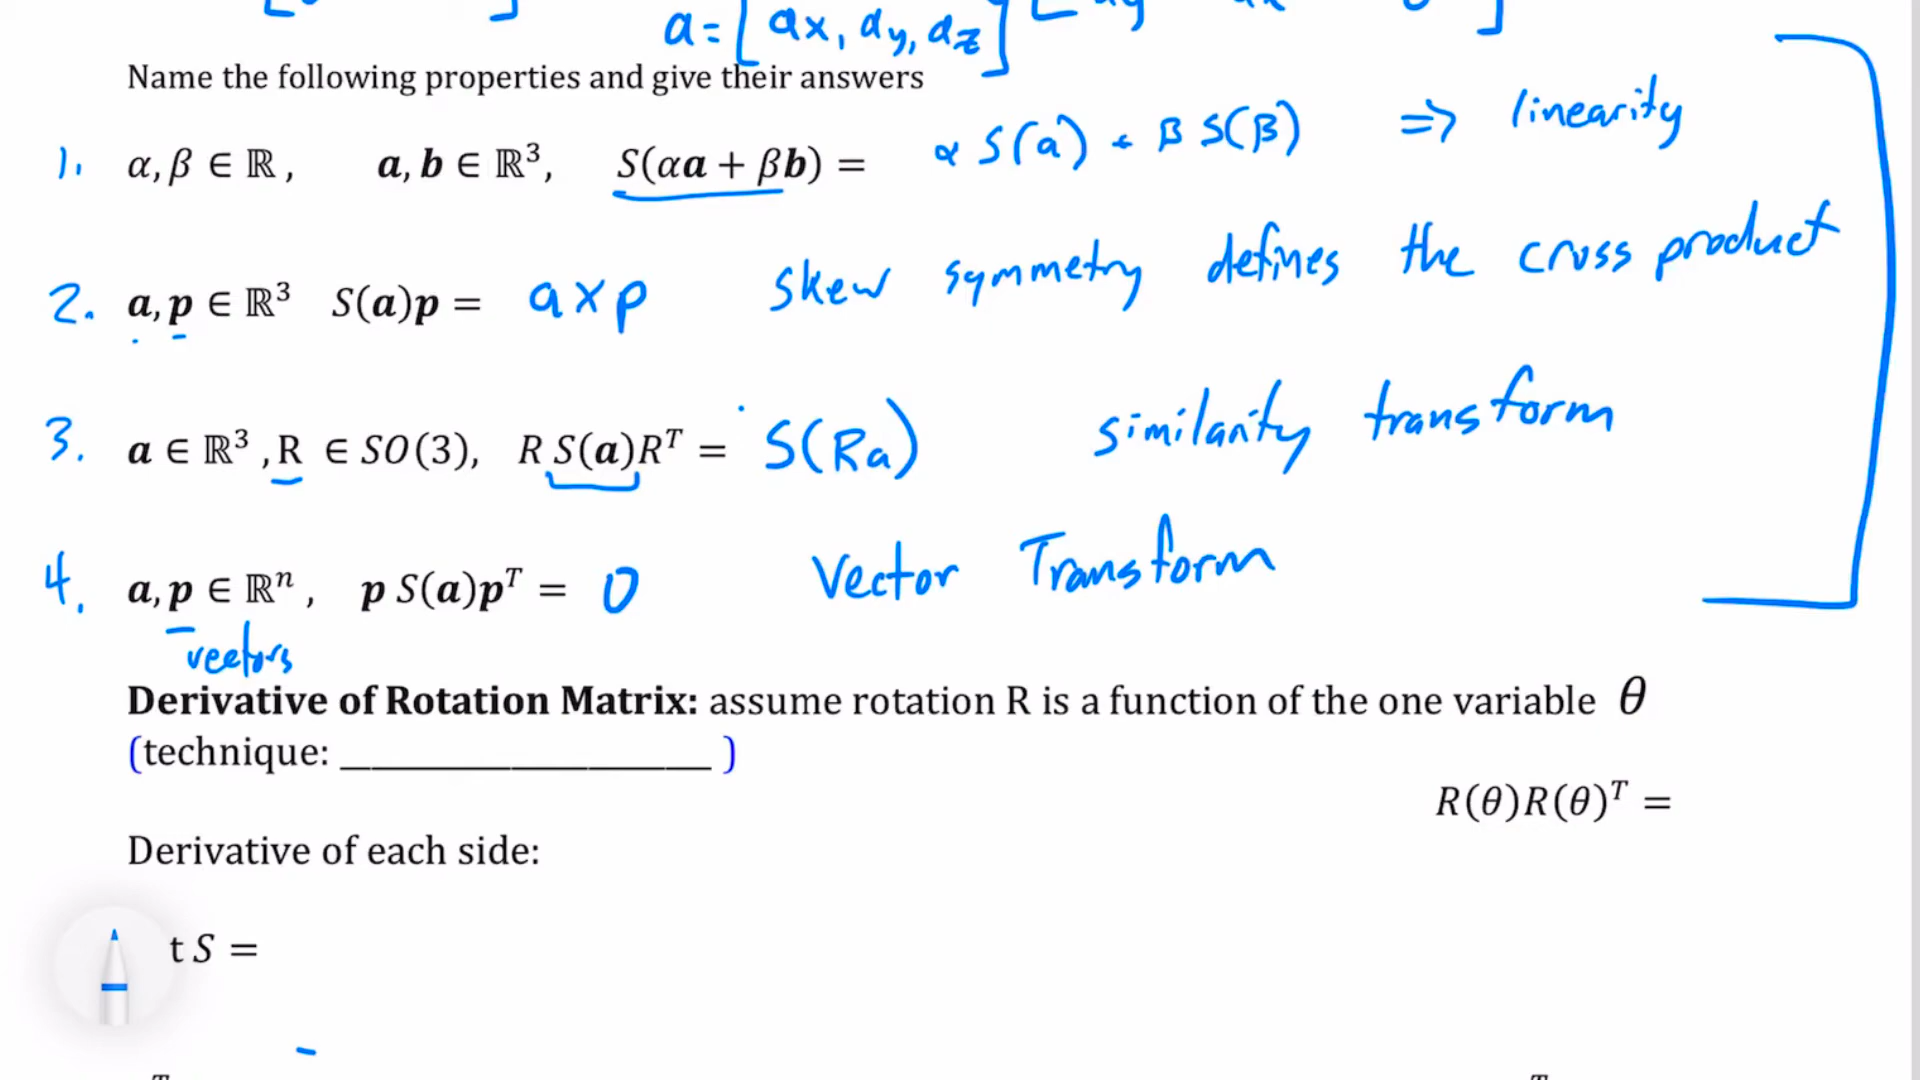 a = [ax, ay, az]
Name the following properties and give their answers
1. α, β ∈ ℝ, a, b ∈ ℝ³, S(αa + βb) = α S(a) + β S(β) ⇒ linearity
2. a, p ∈ ℝ³ S(a)p = a x p skew symmetry defines the cross product
3. a ∈ ℝ³ , R ∈ SO(3), R S(a)Rᵀ = S(Ra) similarity transform
4. a, p ∈ ℝⁿ , p S(a)pᵀ = 0 Vector Transform
vectors
Derivative of Rotation Matrix: assume rotation R is a function of the one variable θ
(technique: __________________ )
R(θ)R(θ)ᵀ =
Derivative of each side:
t S =